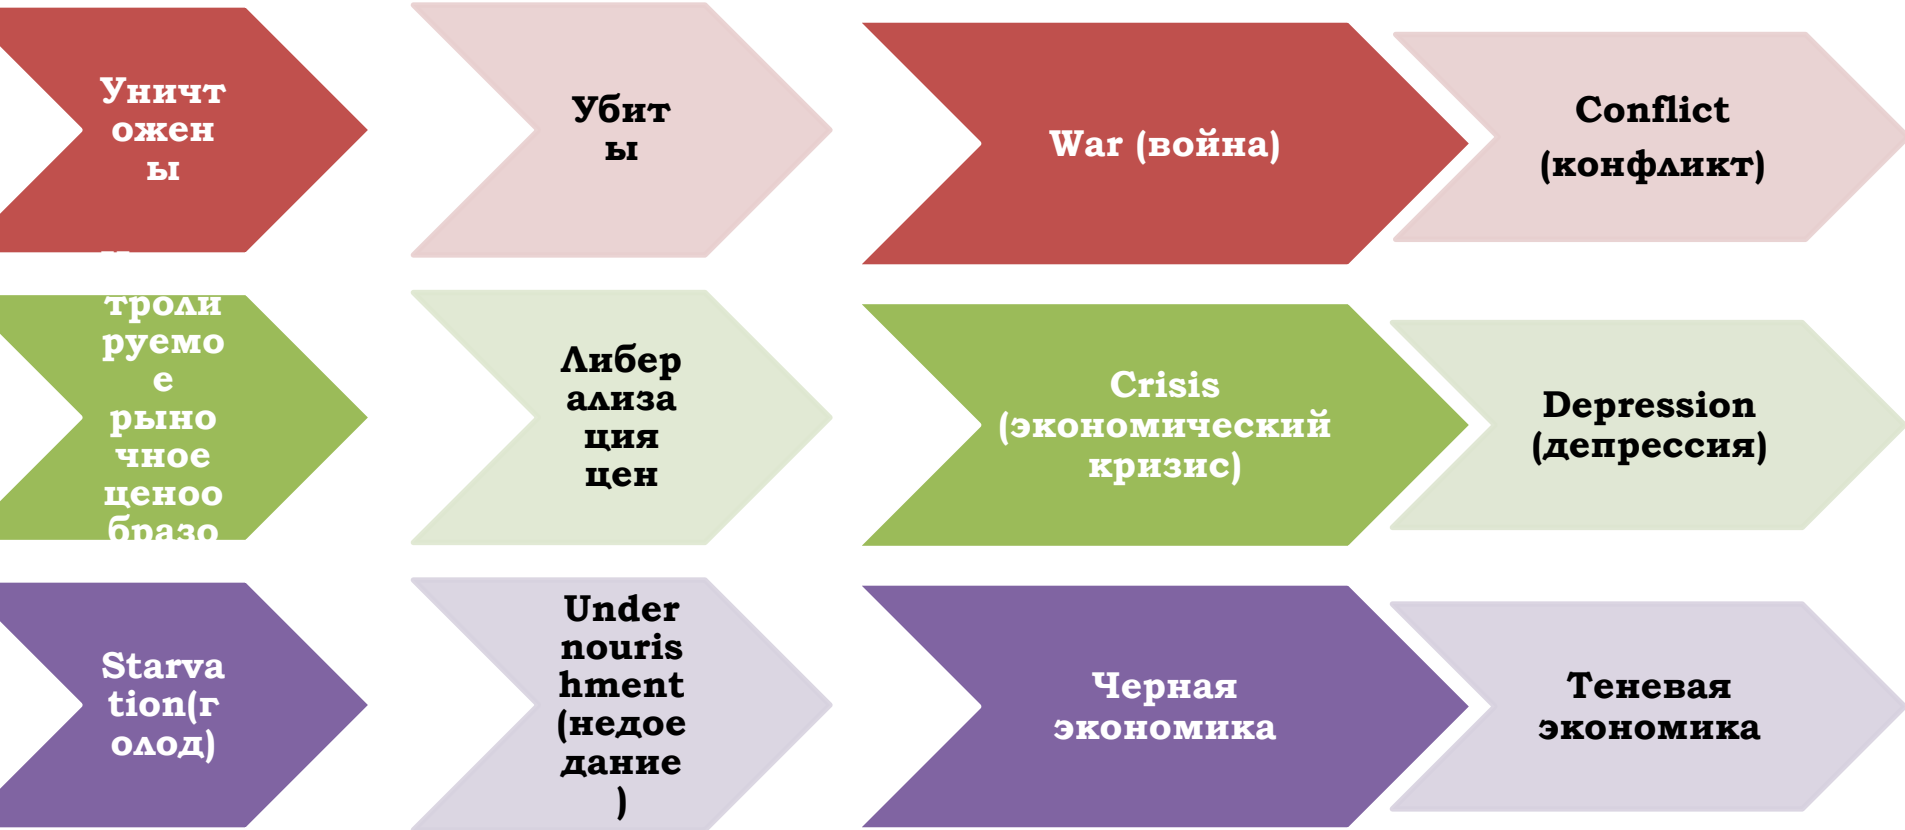 Уничт
ожен
ы
Убит
ы
War (война)
Conflict
(конфликт)
троли
руемо
е
рыно
чное
ценоо
бразо
Либер
ализа
ция
цен
Crisis
(экономический
кризис)
Depression
(депрессия)
Starva
tion(г
олод)
Under
nouris
hment
(недое
дание
)
Черная
экономика
Теневая
экономика